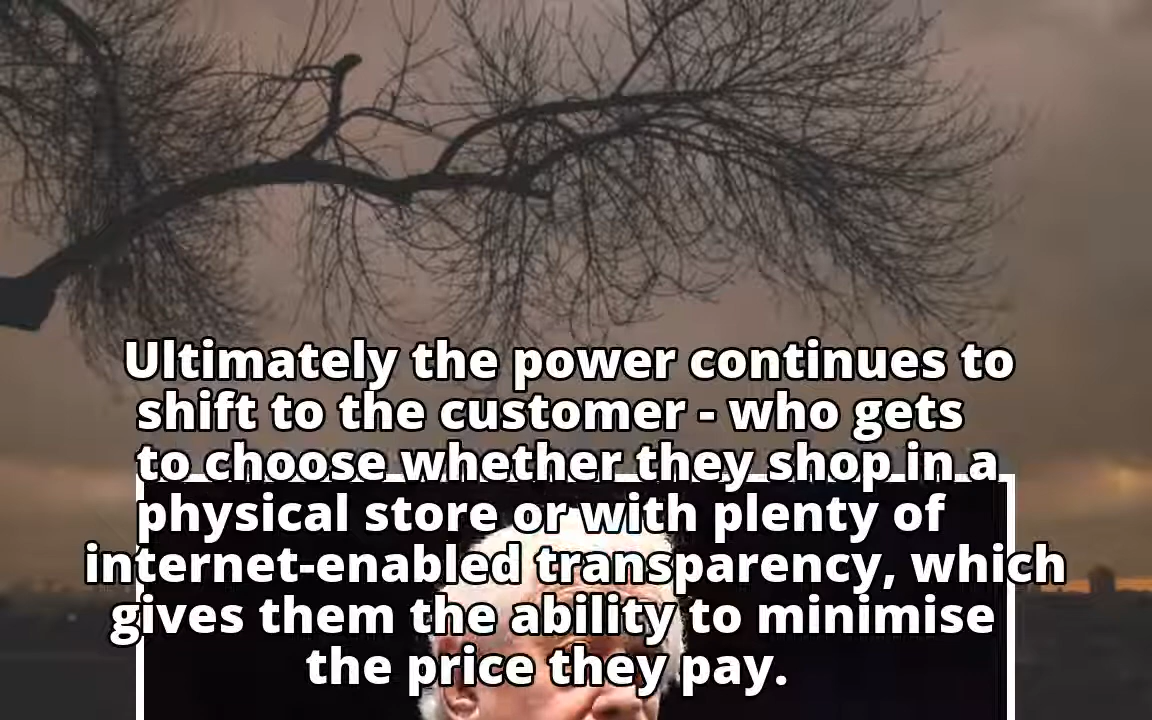 Ultimately the power continues to
shift to the customer - who gets
to choose whether they shop in a
physical store or with plenty of
internet-enabled transparency, which
gives them the ability to minimise
the price they pay.